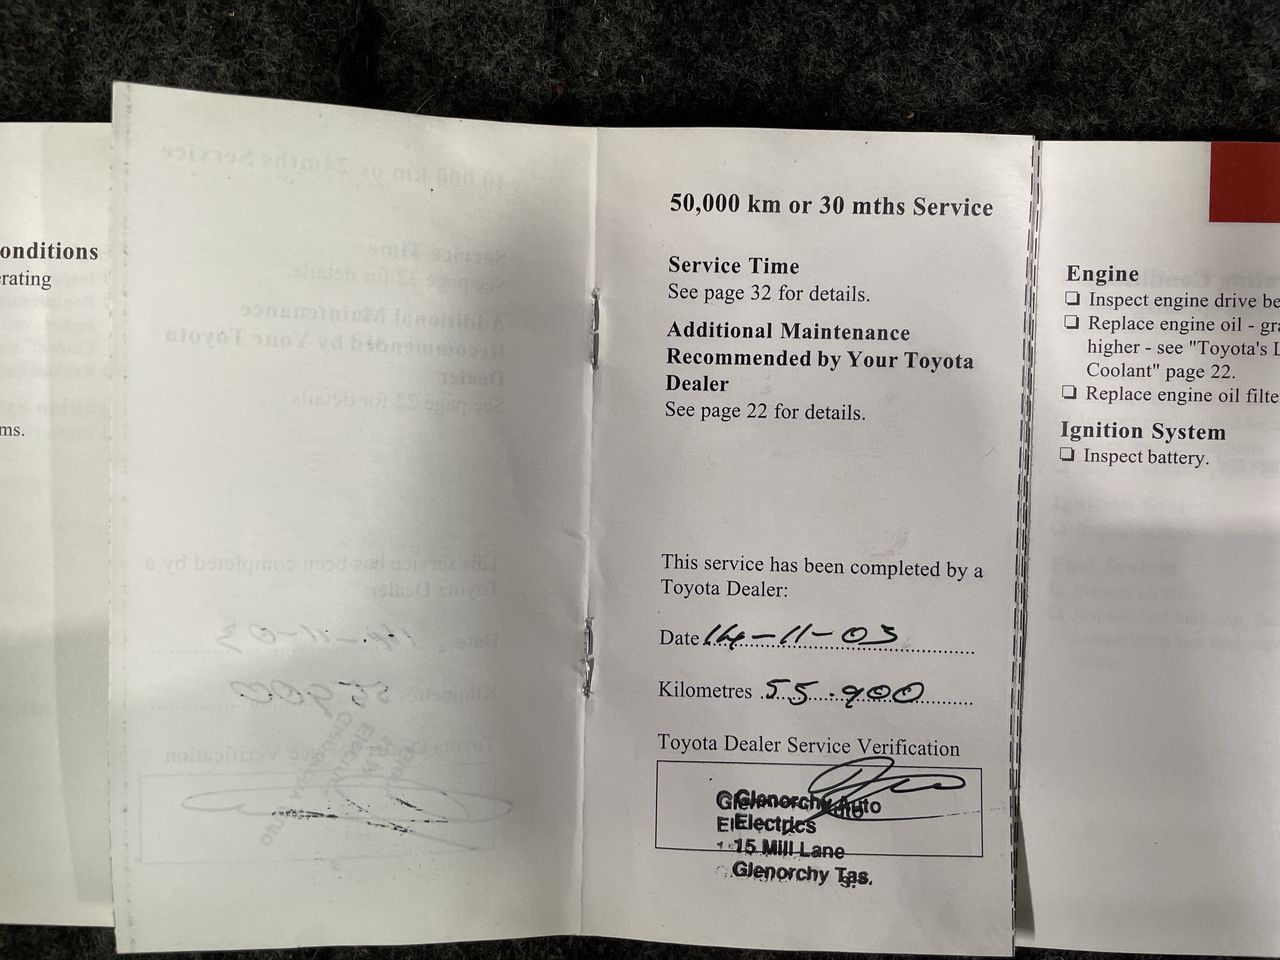 onditions
erating
ms.
50,000 km or 30 mths Service
Service Time
See page 32 for details.
Additional Maintenance
Recommended by Your Toyota
Dealer
See page 22 for details.
This service has been completed by a
Toyota Dealer:
Date 14-11-03
Kilometres 55.900
Toyota Dealer Service Verification
Glenorchy Auto
Electrics
15 Mill Lane
Glenorchy Tas.
Engine
❏ Inspect engine drive be
❏ Replace engine oil - gra
higher - see "Toyota's L
Coolant" page 22.
❏ Replace engine oil filte
Ignition System
❏ Inspect battery.